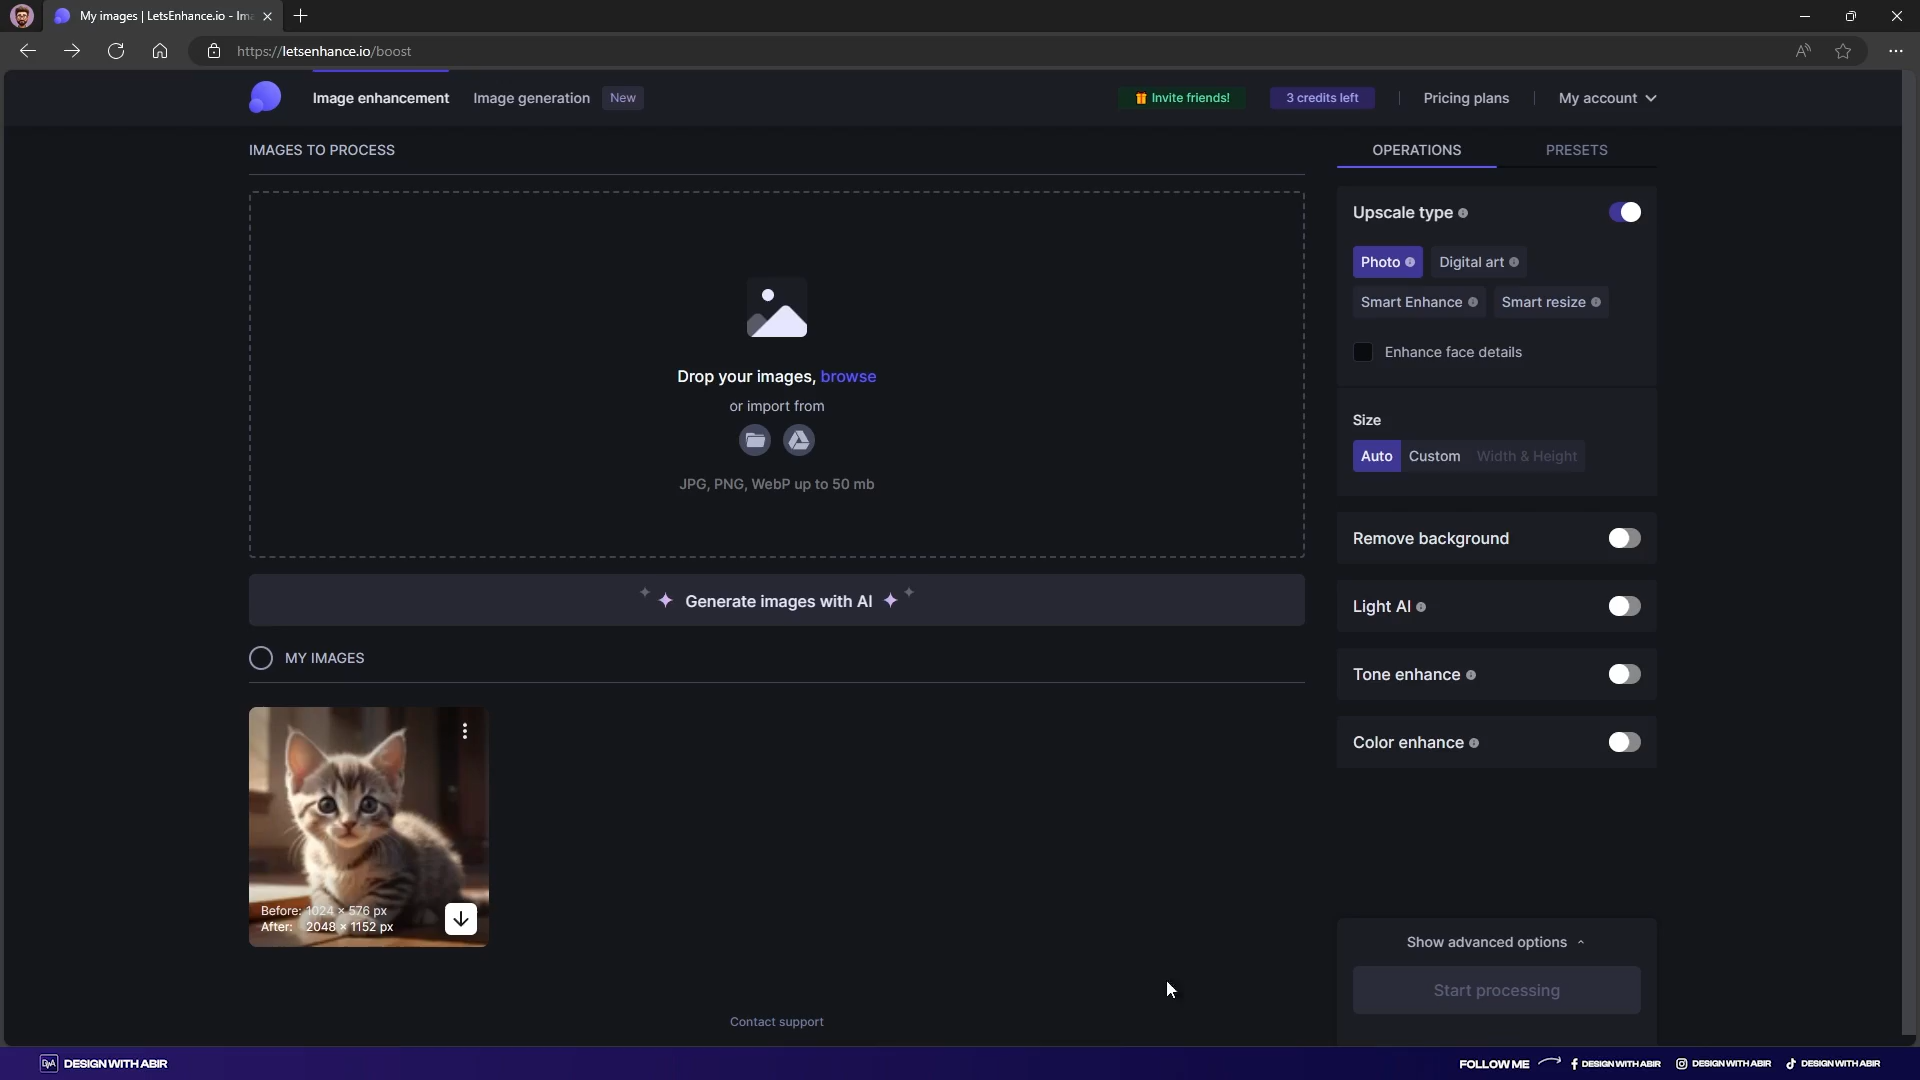 My images | LetsEnhance.io - Im
https://letsenhance.io/boost
Image enhancement
Image generation
New
Invite friends!
3 credits left
Pricing plans
My account
IMAGES TO PROCESS
OPERATIONS
PRESETS
Upscale type
Photo
Digital art
Smart Enhance
Smart resize
Enhance face details
Drop your images, browse
or import from
JPG, PNG, WebP up to 50 mb
Size
Auto
Custom
Width & Height
Remove background
Generate images with AI
Light AI
MY IMAGES
Tone enhance
Color enhance
Before: 1024 × 576 px
After: 2048 × 1152 px
Show advanced options
Start processing
Contact support
DWA DESIGN WITH ABIR
FOLLOW ME
DESIGN WITH ABIR
DESIGN WITH ABIR
DESIGN WITH ABIR